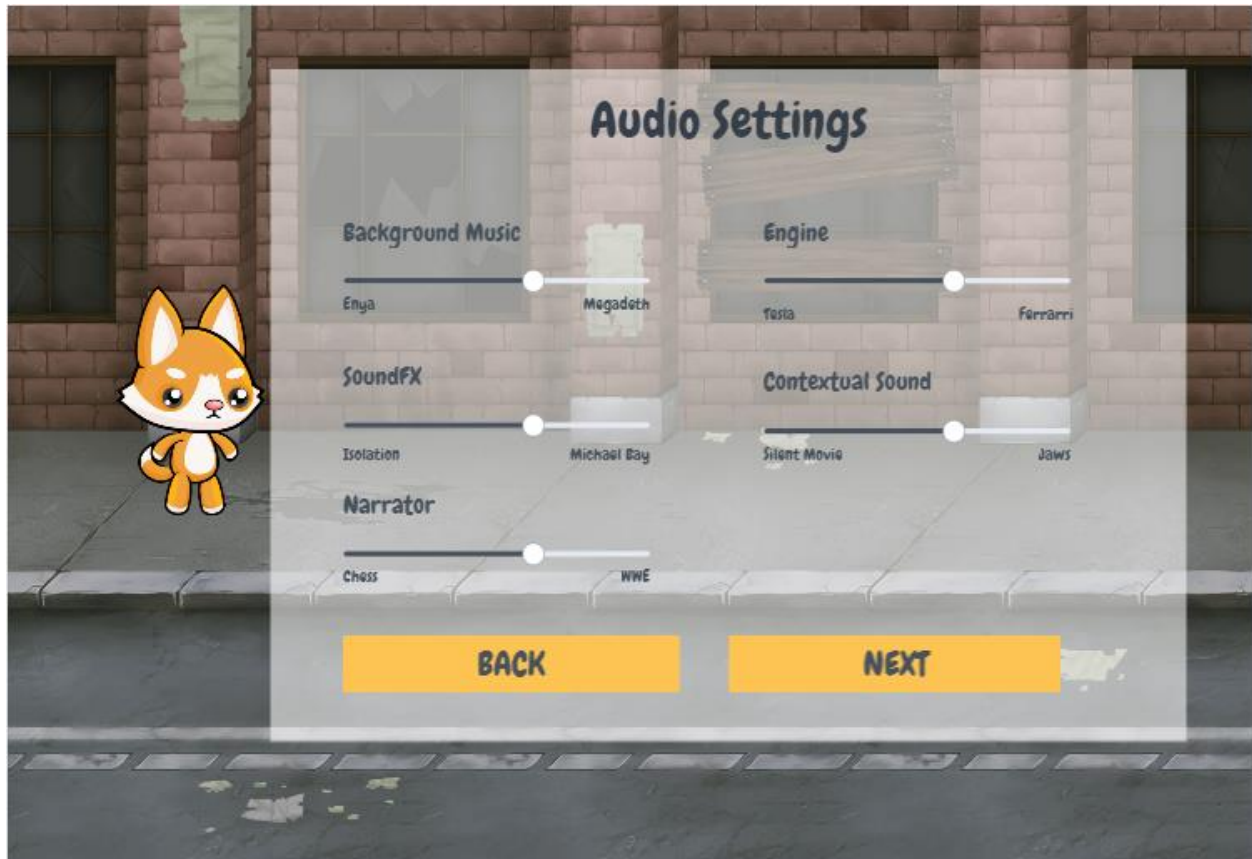 Audio Settings
Background Music
Enya Megadeth
Engine
Tesla Ferrarri
SoundFX
Isolation Michael Bay
Contextual Sound
Silent Movie Jaws
Narrator
Chess WWE
BACK
NEXT